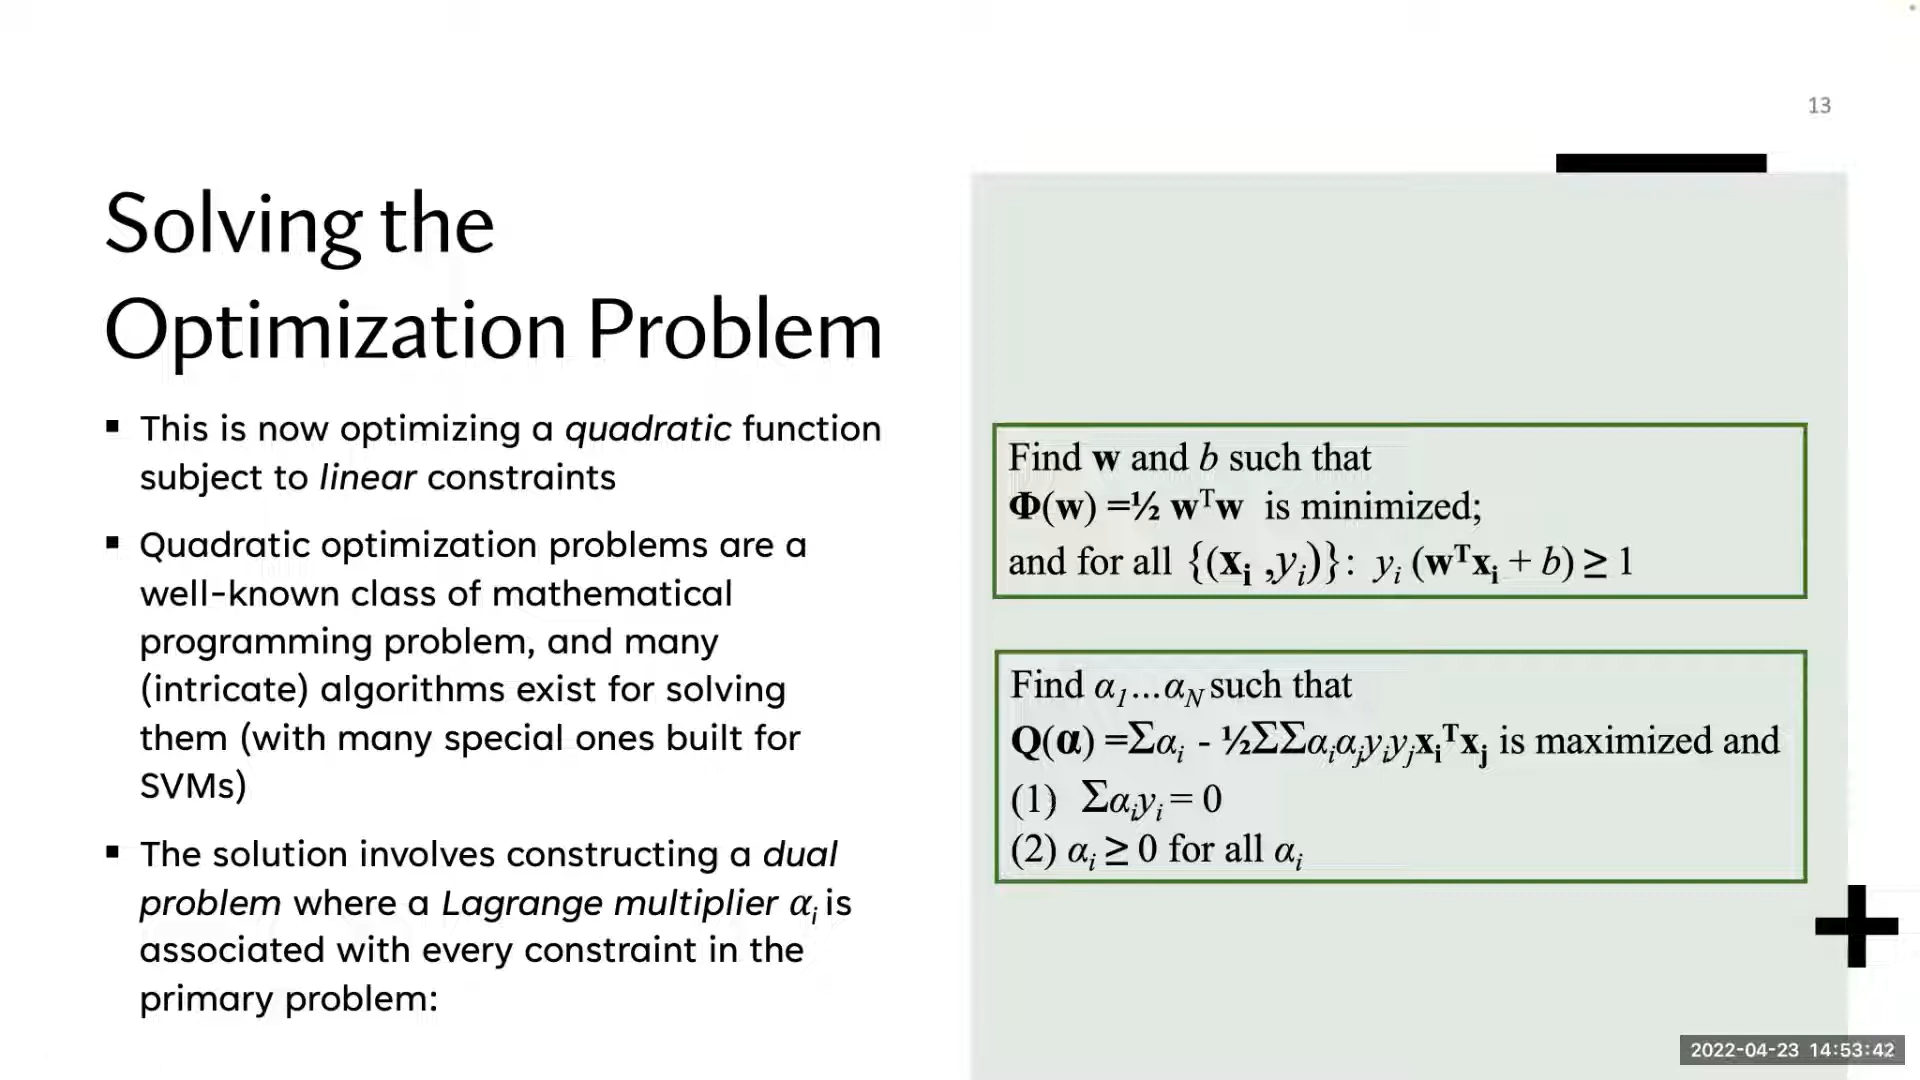 13
Solving the
Optimization Problem
▪ This is now optimizing a quadratic function
subject to linear constraints
▪ Quadratic optimization problems are a
well-known class of mathematical
programming problem, and many
(intricate) algorithms exist for solving
them (with many special ones built for
SVMs)
▪ The solution involves constructing a dual
problem where a Lagrange multiplier αᵢ is
associated with every constraint in the
primary problem:
Find w and b such that
Φ(w) =½ wᵀw is minimized;
and for all {(xᵢ ,yᵢ)}: yᵢ (wᵀxᵢ + b) ≥ 1
Find α₁...α_N such that
Q(α) =Σαᵢ - ½ΣΣαᵢαⱼyᵢyⱼxᵢᵀxⱼ is maximized and
(1) Σαᵢyᵢ = 0
(2) αᵢ ≥ 0 for all αᵢ
2022-04-23 14:53:42